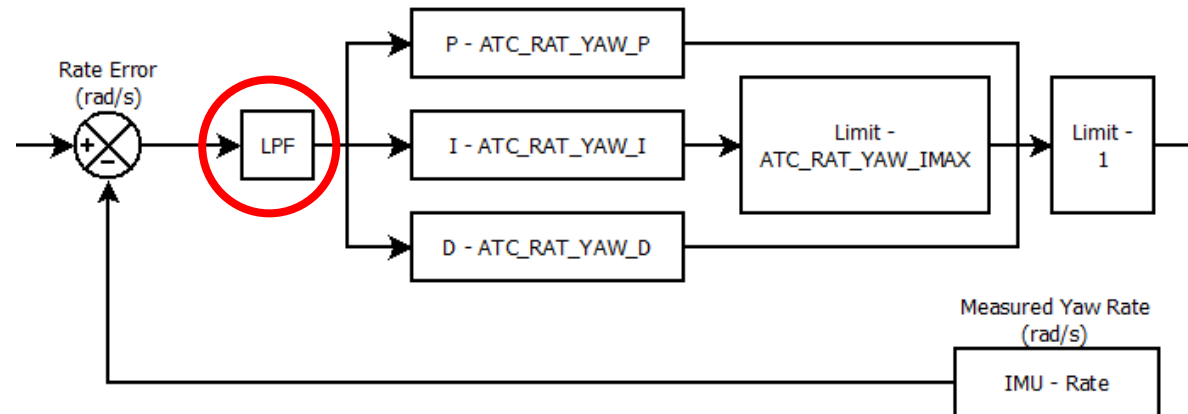 P - ATC_RAT_YAW_P
Rate Error
(rad/s)
+
−
LPF
I - ATC_RAT_YAW_I
Limit -
ATC_RAT_YAW_IMAX
Limit -
1
D - ATC_RAT_YAW_D
Measured Yaw Rate
(rad/s)
IMU - Rate